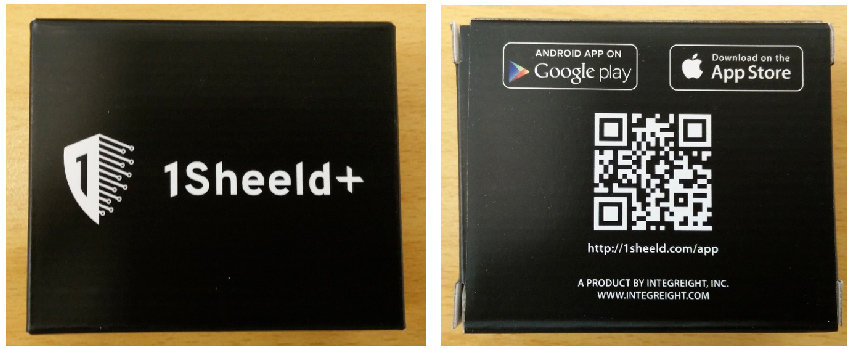 1
1Sheeld+
ANDROID APP ON
Google play
Download on the
App Store
http://1sheeld.com/app
A PRODUCT BY INTEGREIGHT, INC.
WWW.INTEGREIGHT.COM